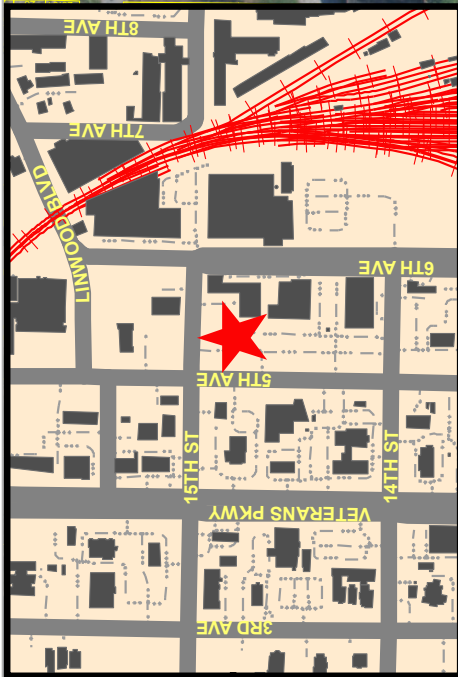 8TH AVE
7TH AVE
LINWOOD BLVD
6TH AVE
5TH AVE
15TH ST
14TH ST
VETERANS PKWY
3RD AVE